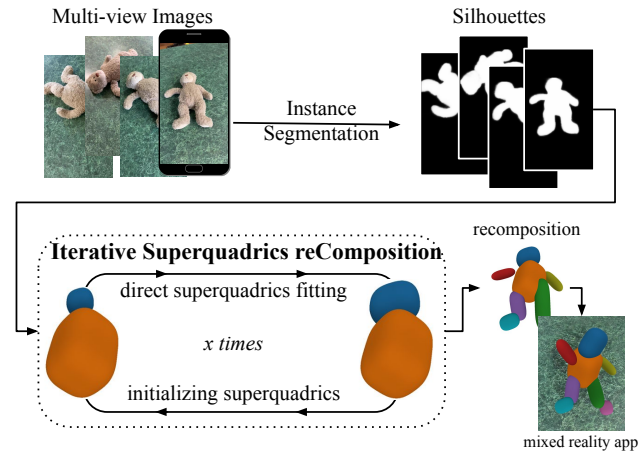 Multi-view Images
Silhouettes
Instance
Segmentation
Iterative Superquadrics reComposition
direct superquadrics fitting
x times
initializing superquadrics
recomposition
mixed reality app